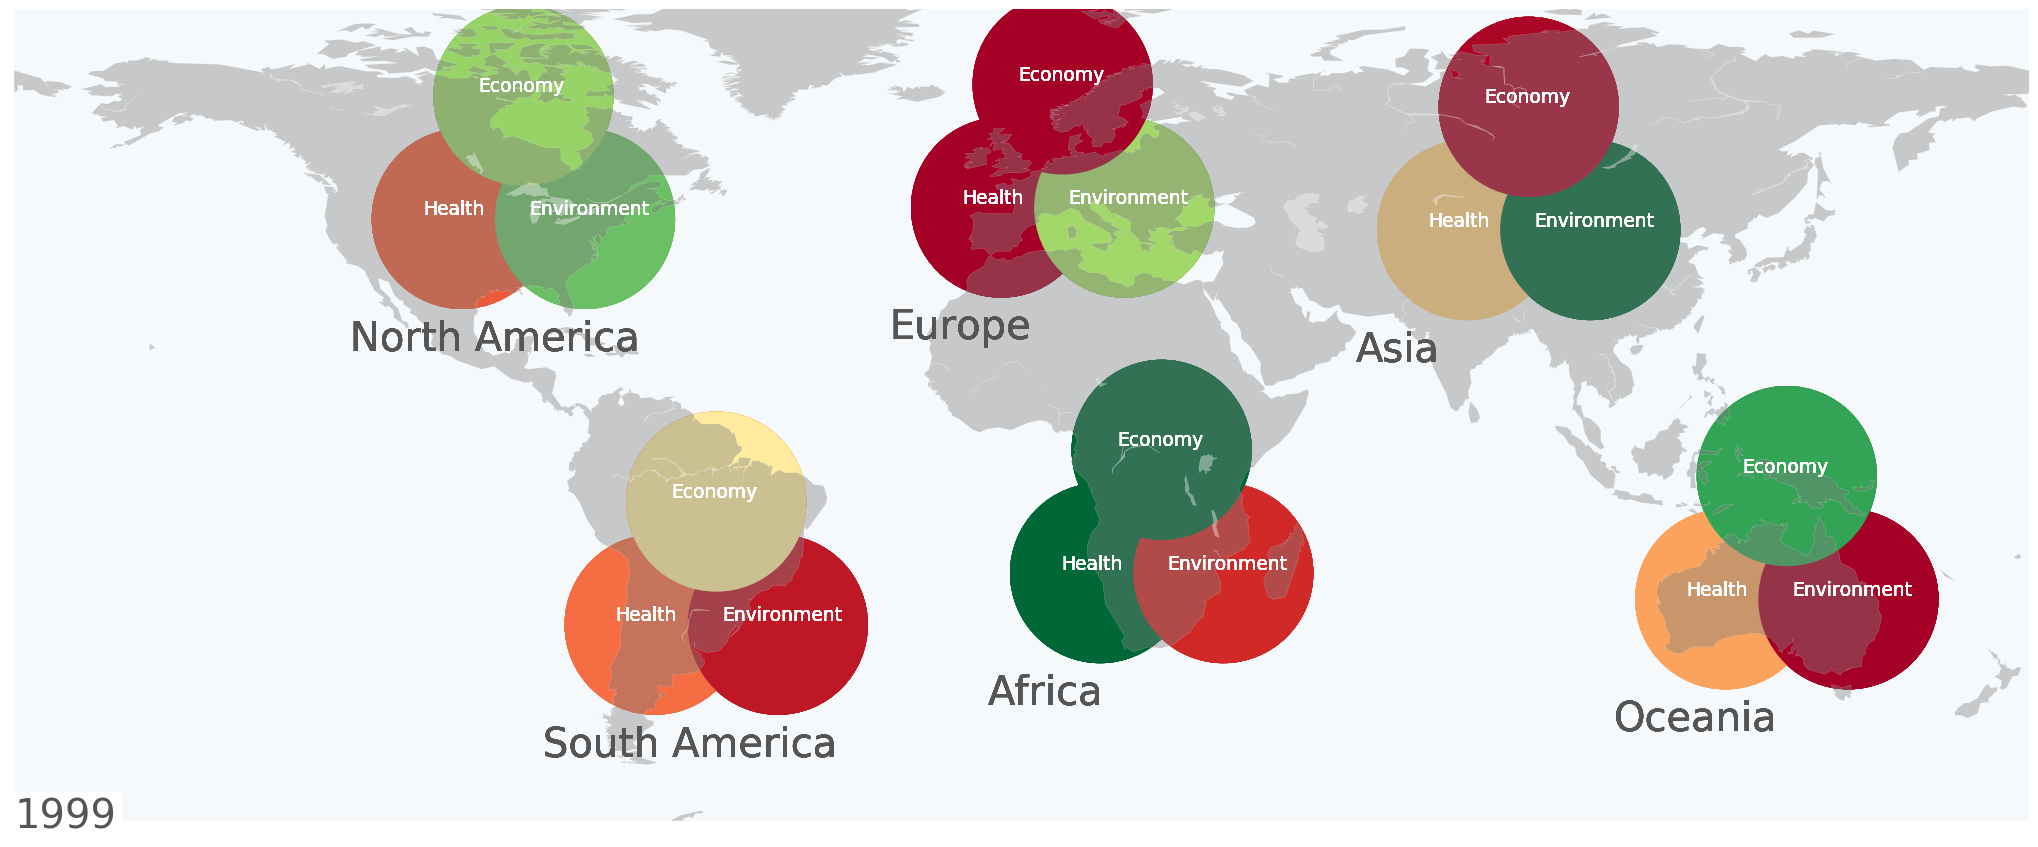 Economy
Health
Environment
North America
Economy
Health
Environment
Europe
Economy
Health
Environment
Asia
Economy
Health
Environment
South America
Economy
Health
Environment
Africa
Economy
Health
Environment
Oceania
1999